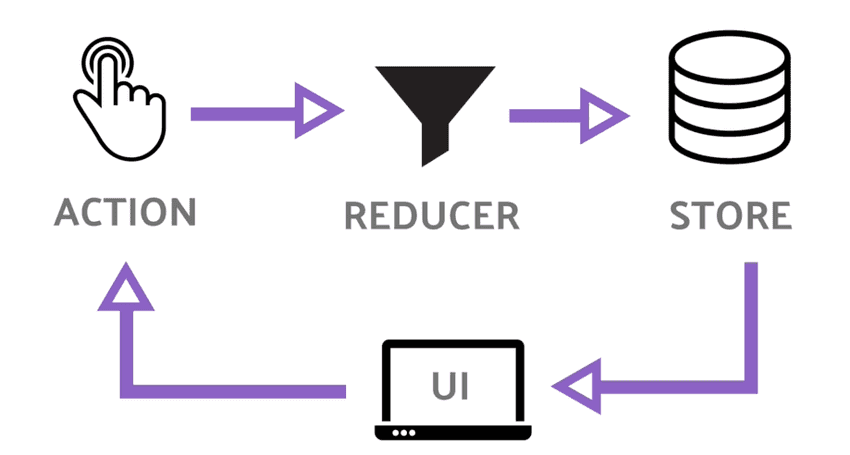 ACTION
REDUCER
STORE
UI